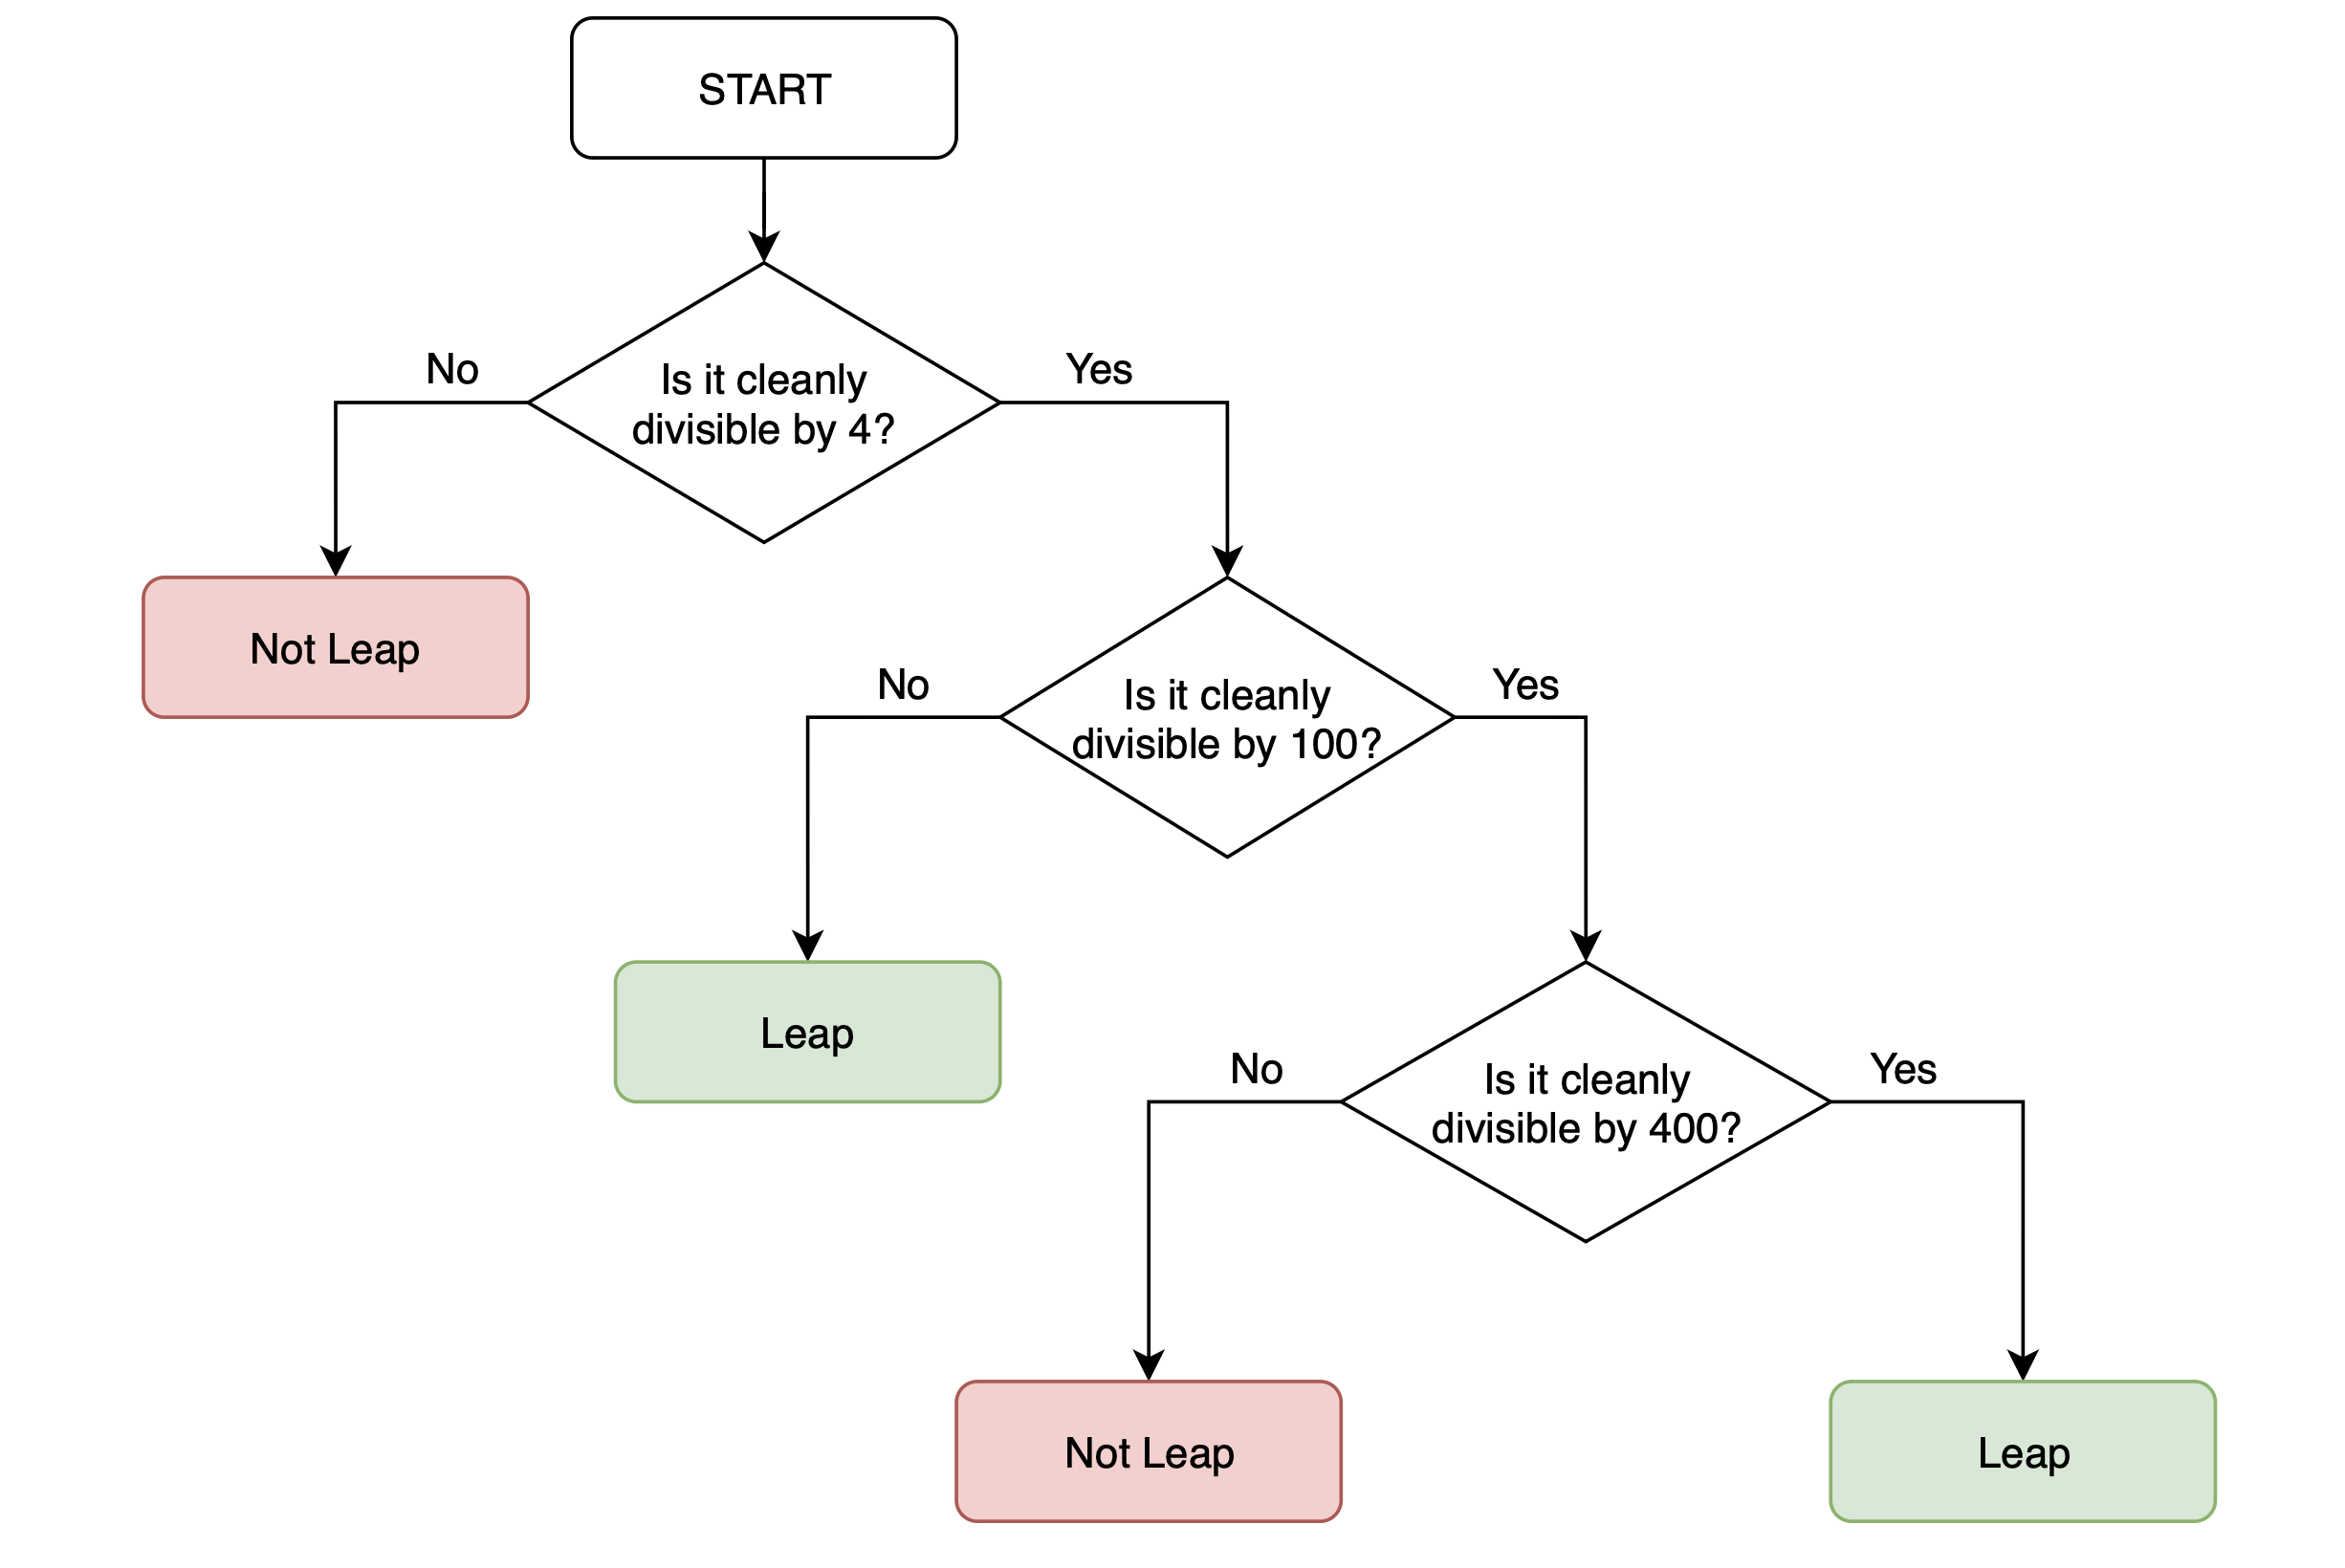 START
No
Yes
Is it cleanly
divisible by 4?
Not Leap
No
Yes
Is it cleanly
divisible by 100?
Leap
No
Yes
Is it cleanly
divisible by 400?
Not Leap
Leap